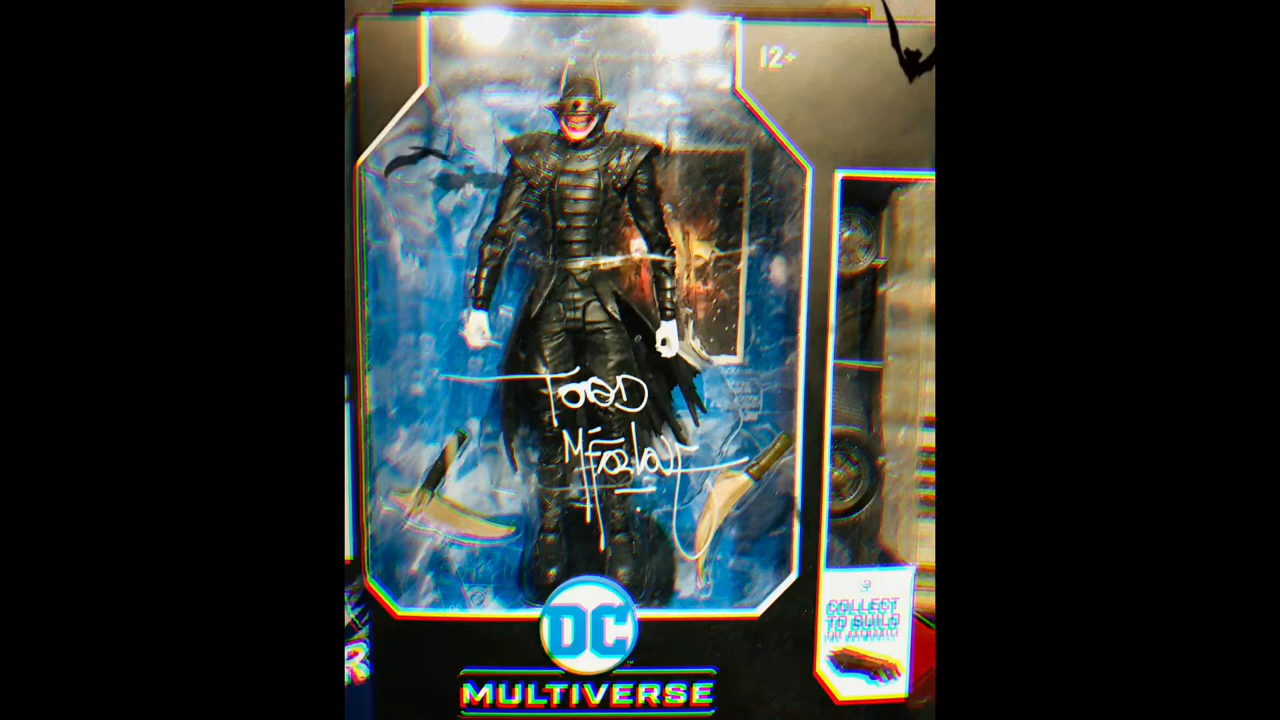 12+
TODD
McFarlane
DC
MULTIVERSE
COLLECT
TO BUILD
R